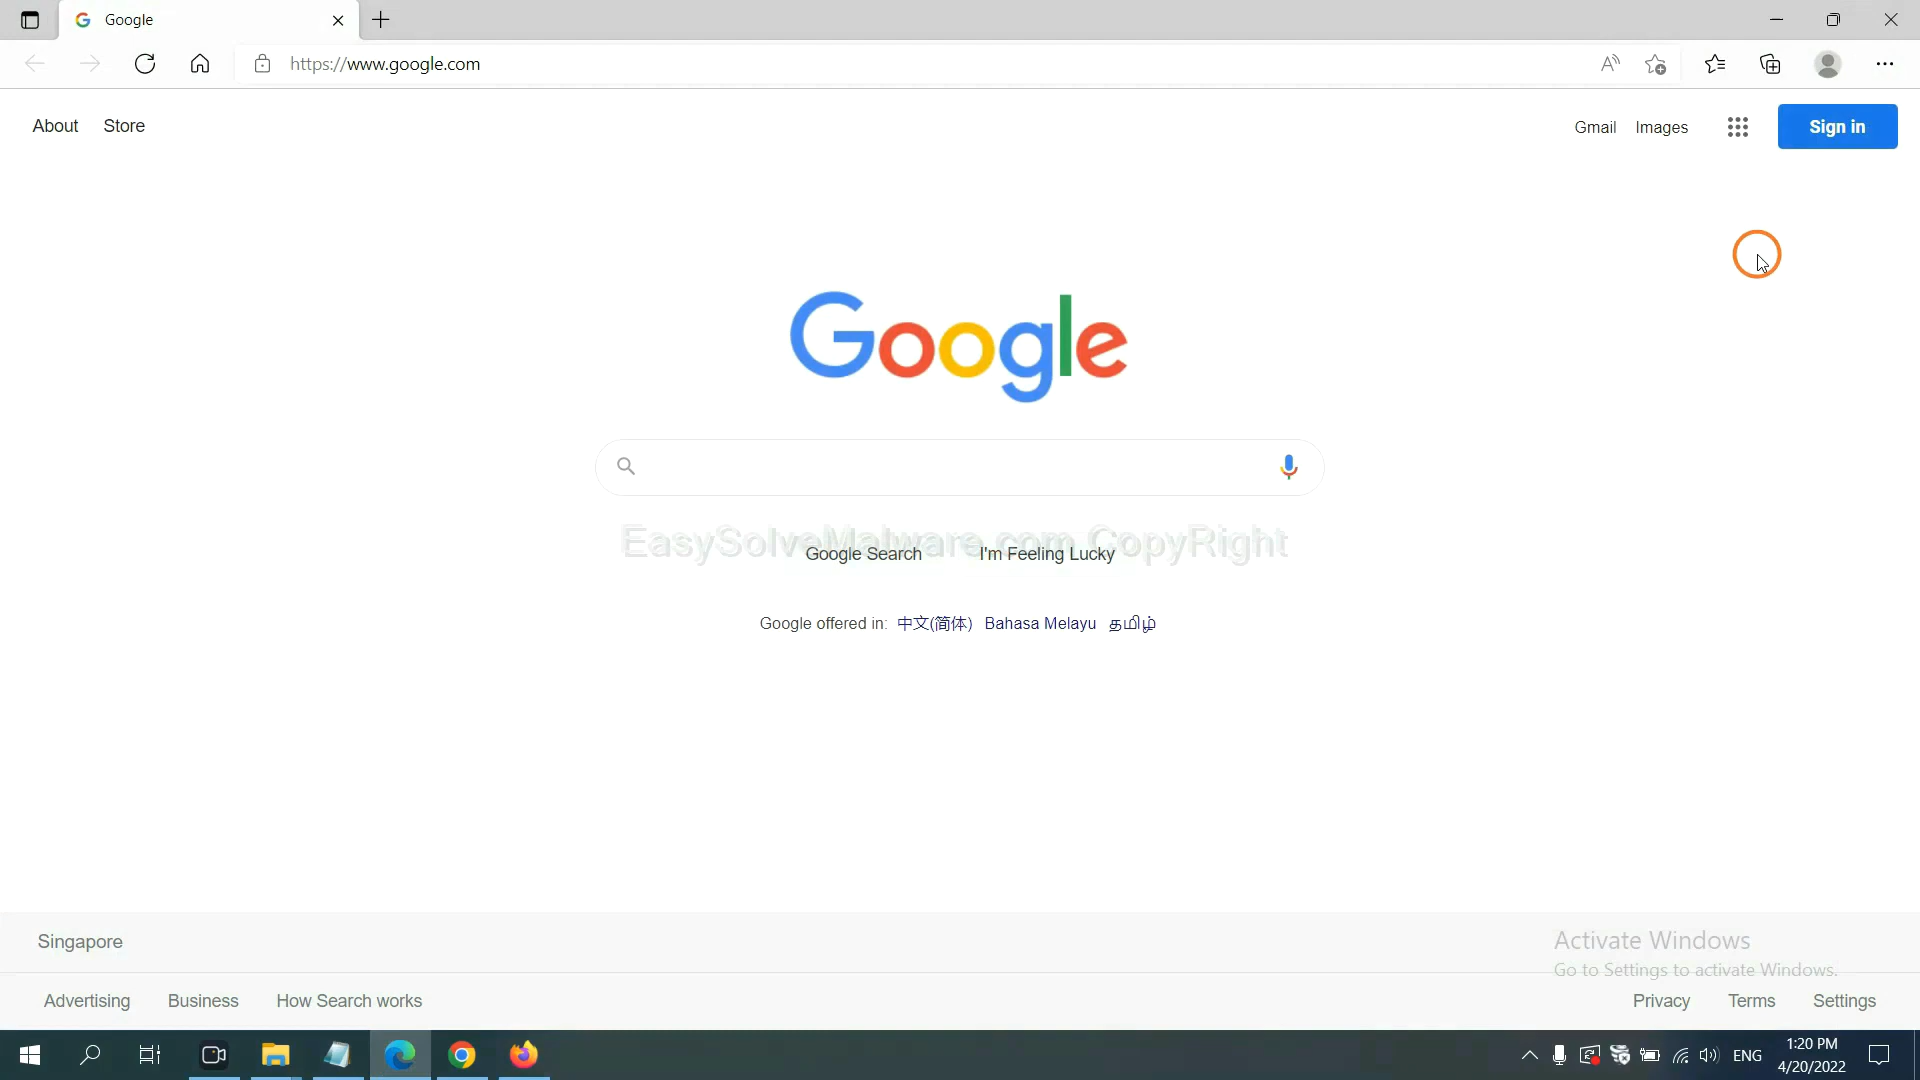 Google
https://www.google.com
About Store
Gmail Images Sign in
Google
EasySolveMalware.com CopyRight
Google Search I'm Feeling Lucky
Google offered in: 中文(简体) Bahasa Melayu தமிழ்
Singapore
Activate Windows
Go to Settings to activate Windows.
Advertising Business How Search works
Privacy Terms Settings
ENG
1:20 PM
4/20/2022